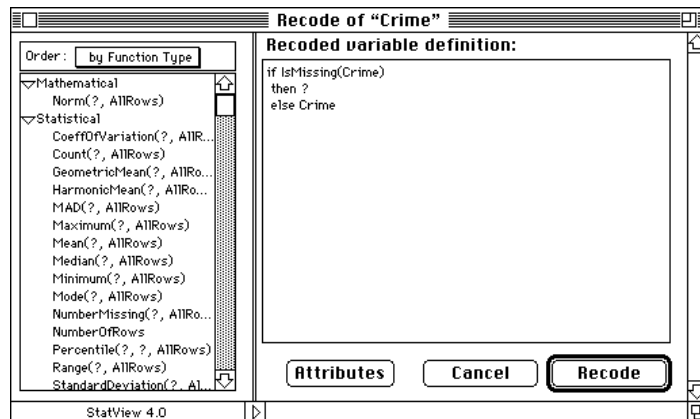 Recode of “Crime”
Order: by Function Type
Mathematical
Norm(?, AllRows)
Statistical
CoeffOfVariation(?, AllR...
Count(?, AllRows)
GeometricMean(?, AllRo...
HarmonicMean(?, AllRo...
MAD(?, AllRows)
Maximum(?, AllRows)
Mean(?, AllRows)
Median(?, AllRows)
Minimum(?, AllRows)
Mode(?, AllRows)
NumberMissing(?, AllRo...
NumberOfRows
Percentile(?, ?, AllRows)
Range(?, AllRows)
StandardDeviation(?, Al...
StatView 4.0
Recoded variable definition:
if IsMissing(Crime)
then ?
else Crime
Attributes
Cancel
Recode